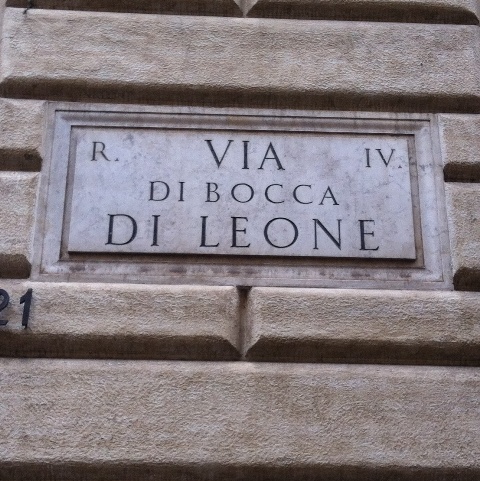 R. VIA IV.
DI BOCCA
DI LEONE
21